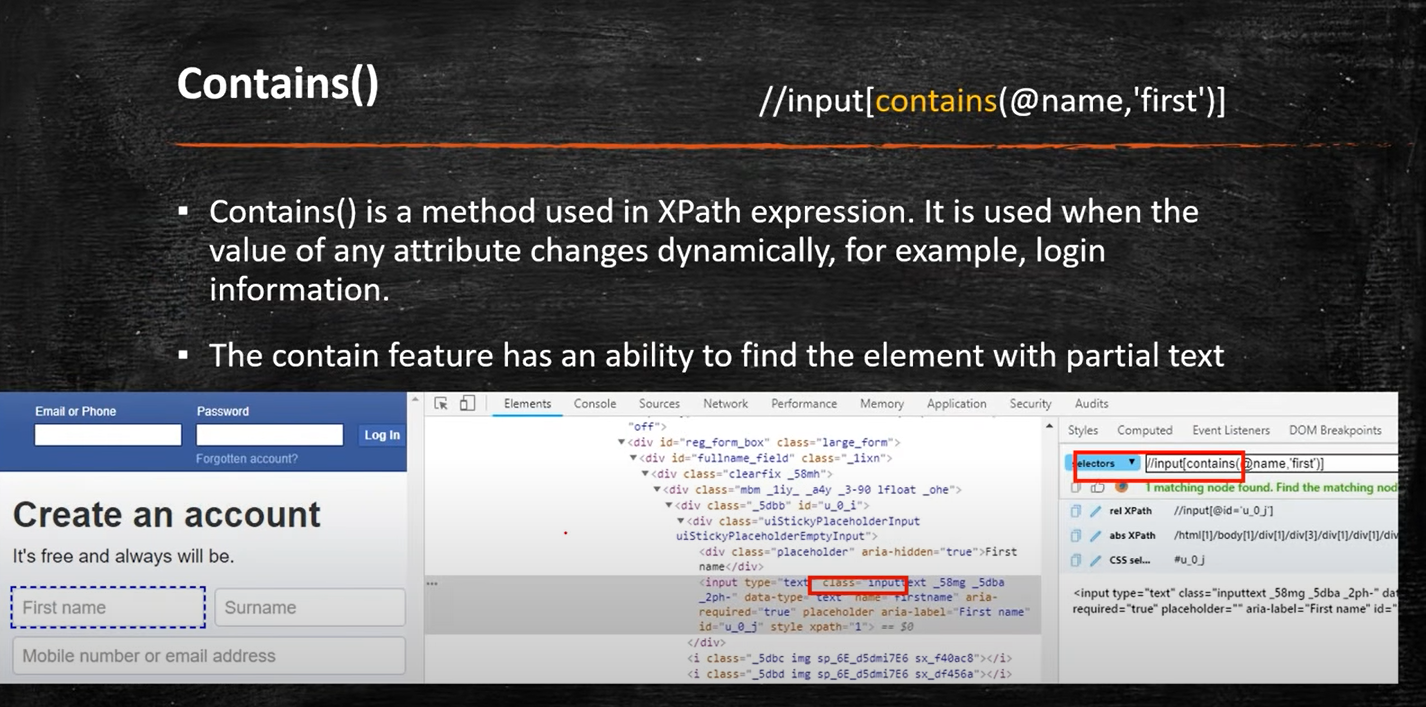 Contains()
//input[contains(@name,'first')]
▪ Contains() is a method used in XPath expression. It is used when the
value of any attribute changes dynamically, for example, login
information.
▪ The contain feature has an ability to find the element with partial text
Email or Phone
Password
Log In
Forgotten account?
Create an account
It's free and always will be.
First name
Surname
Mobile number or email address
Elements Console Sources Network Performance Memory Application Security Audits
"off">
▼<div id="reg_form_box" class="large_form">
▼<div id="fullname_field" class="_1ixn">
▼<div class="clearfix _58mh">
▼<div class="mbm _1iy_ _a4y _3-90 lfloat _ohe">
▼<div class="_5dbb" id="u_0_i">
▼<div class="uiStickyPlaceholderInput
uiStickyPlaceholderEmptyInput">
<div class="placeholder" aria-hidden="true">First
name</div>
<input type="text" class="inputtext _58mg _5dba
_2ph-" data-type="text" name="firstname" aria-
required="true" placeholder aria-label="First name"
id="u_0_j" style xpath="1"> == $0
</div>
<i class="_5dbc img sp_6E_d5dmi7E6 sx_f40ac8"></i>
<i class="_5dbd img sp_6E_d5dmi7E6 sx_df456a"></i>
Styles Computed Event Listeners DOM Breakpoints
selectors ▼ //input[contains(@name,'first')]
1 matching node found. Find the matching nod
rel XPath //input[@id='u_0_j']
abs XPath /html[1]/body[1]/div[1]/div[3]/div[1]/div[1]/div
CSS sel... #u_0_j
<input type="text" class="inputtext _58mg _5dba _2ph-" dat
required="true" placeholder="" aria-label="First name" id="